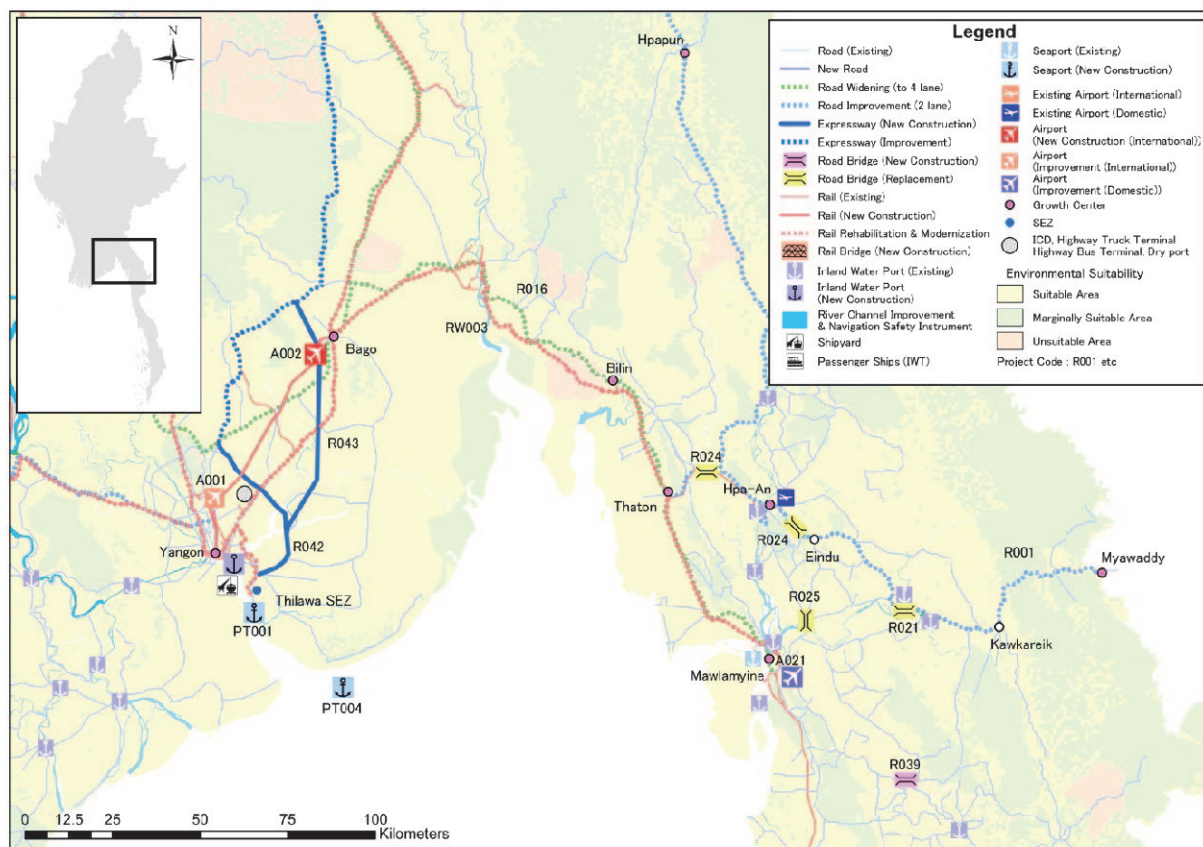 N
Hpapun
R016
RW003
A002
Bago
Bilin
R043
A001
R024
Hpa-An
Thaton
R024
Eindu
R042
Yangon
R001
Myawaddy
Thilawa SEZ
PT001
R025
R021
Kawkareik
A021
Mawlamyine
PT004
R039
0 12.5 25 50 75 100
Kilometers
Legend
Road (Existing)
New Road
Road Widening (to 4 lane)
Road Improvement (2 lane)
Expressway (New Construction)
Expressway (Improvement)
Road Bridge (New Construction)
Road Bridge (Replacement)
Rail (Existing)
Rail (New Construction)
Rail Rehabilitation & Modernization
Rail Bridge (New Construction)
Inland Water Port (Existing)
Inland Water Port
(New Construction)
River Channel Improvement
& Navigation Safety Instrument
Shipyard
Passenger Ships (IWT)
Seaport (Existing)
Seaport (New Construction)
Existing Airport (International)
Existing Airport (Domestic)
Airport
(New Construction (International))
Airport
(Improvement (International))
Airport
(Improvement (Domestic))
Growth Center
SEZ
ICD, Highway Truck Terminal
Highway Bus Terminal, Dry port
Environmental Suitability
Suitable Area
Marginally Suitable Area
Unsuitable Area
Project Code : R001 etc